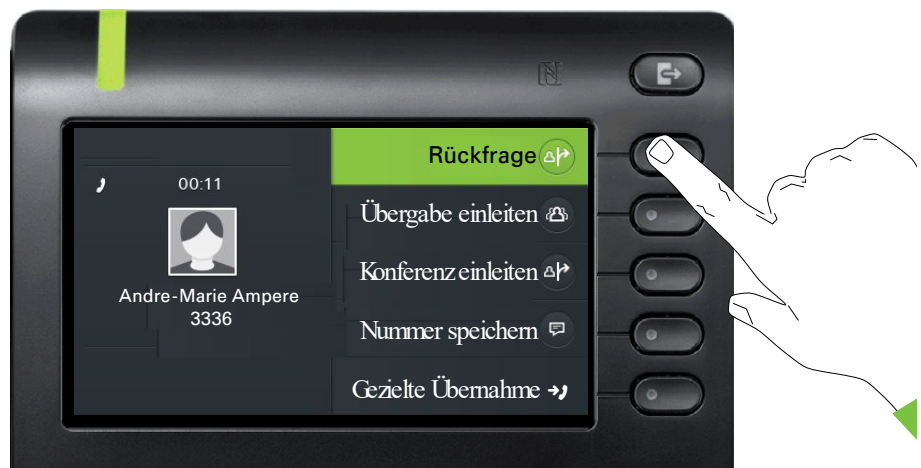 Rückfrage
00:11
Übergabe einleiten
Andre-Marie Ampere
3336
Konferenz einleiten
Nummer speichern
Gezielte Übernahme